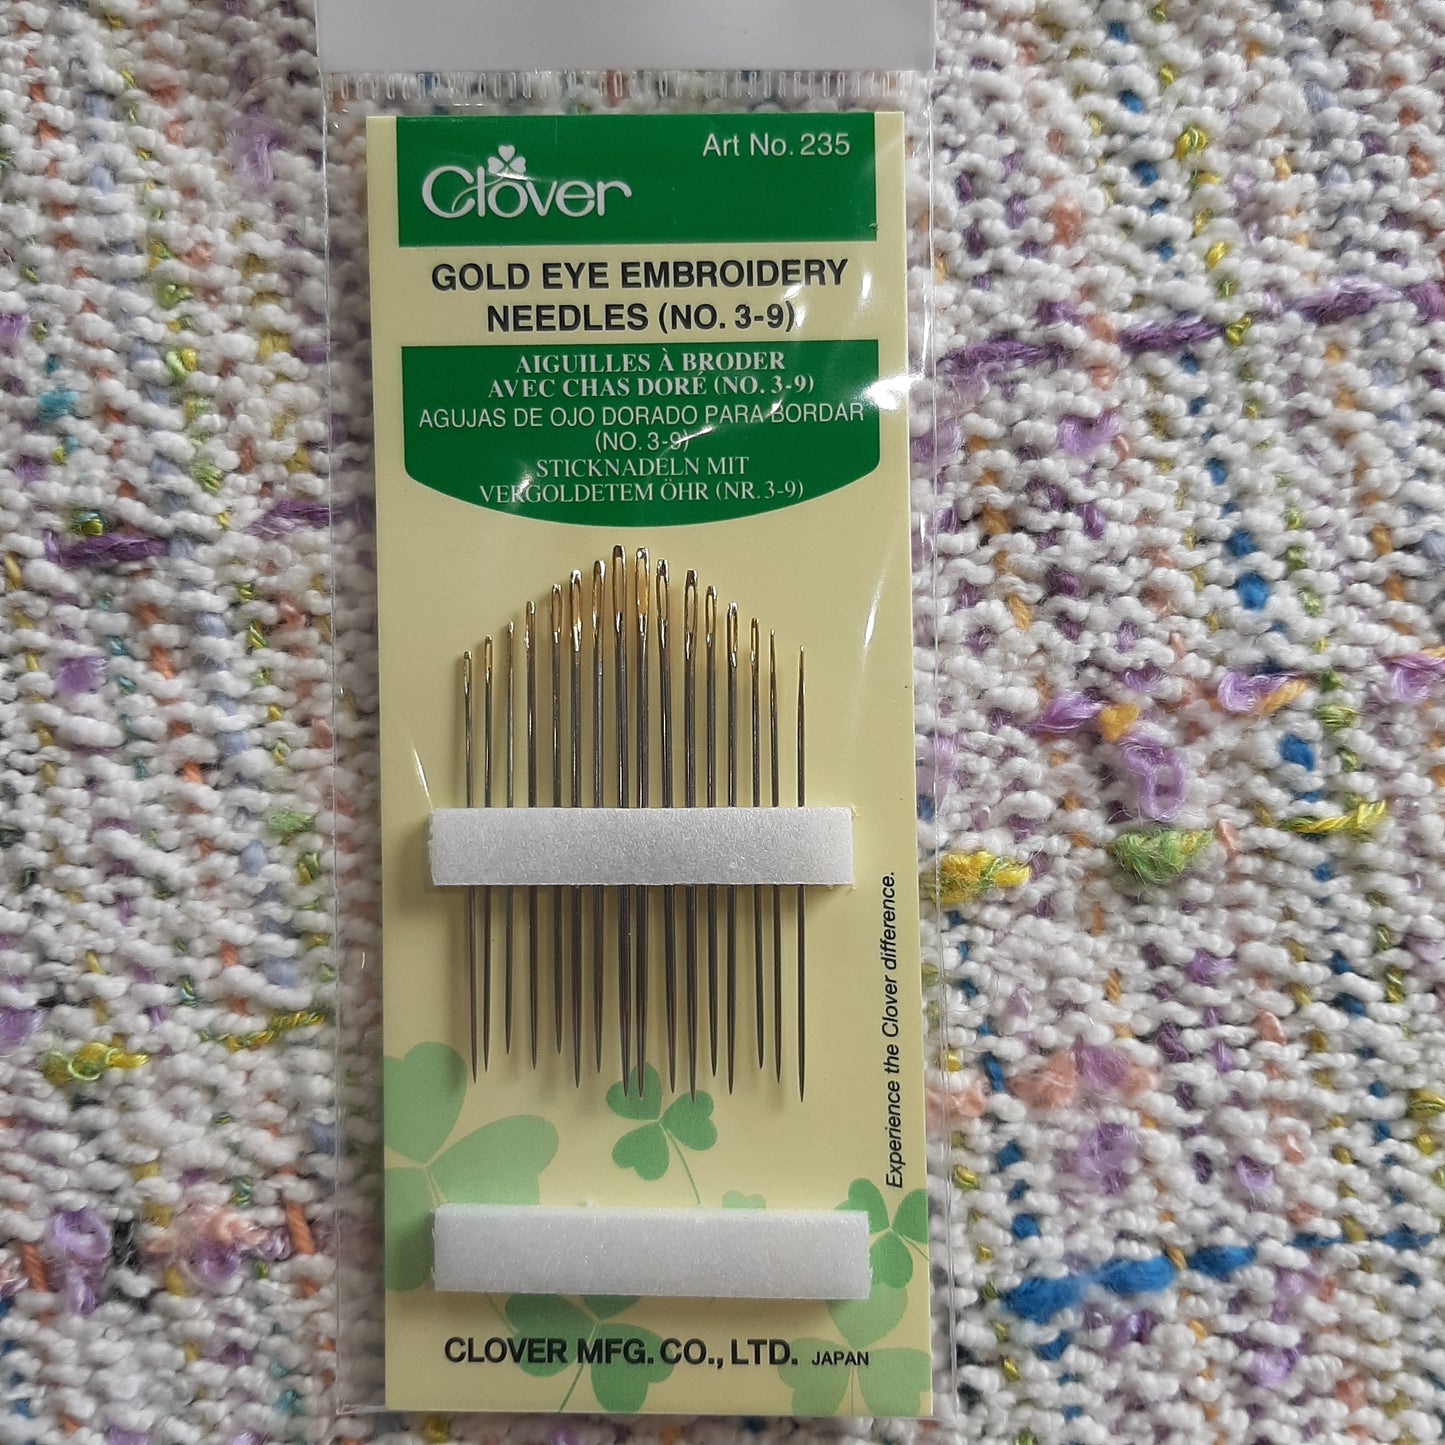 Clover
Art No. 235
GOLD EYE EMBROIDERY
NEEDLES (NO. 3-9)
AIGUILLES À BRODER
AVEC CHAS DORÉ (NO. 3-9)
AGUJAS DE OJO DORADO PARA BORDAR
(NO. 3-9)
STICKNADELN MIT
VERGOLDETEM ÖHR (NR. 3-9)
Experience the Clover difference.
CLOVER MFG. CO., LTD. JAPAN